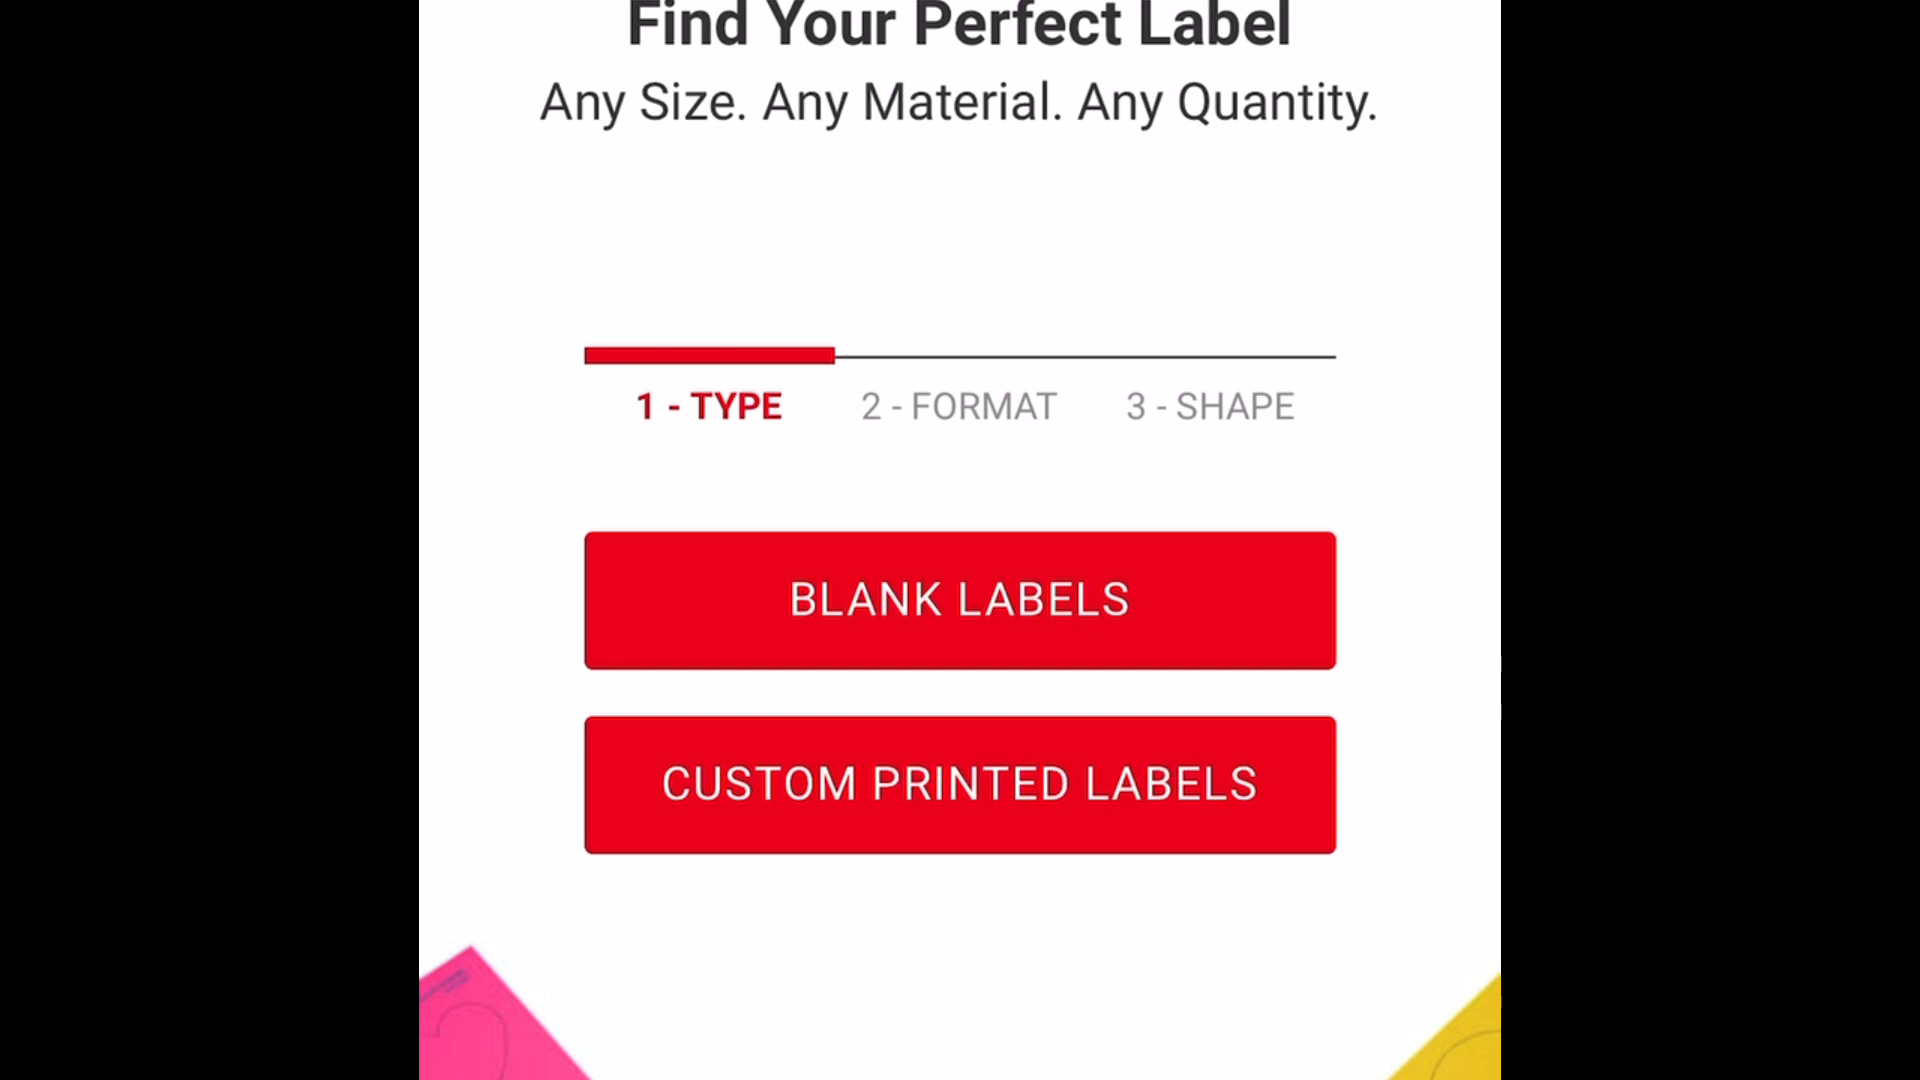 Find Your Perfect Label
Any Size. Any Material. Any Quantity.
1 - TYPE
2 - FORMAT
3 - SHAPE
BLANK LABELS
CUSTOM PRINTED LABELS